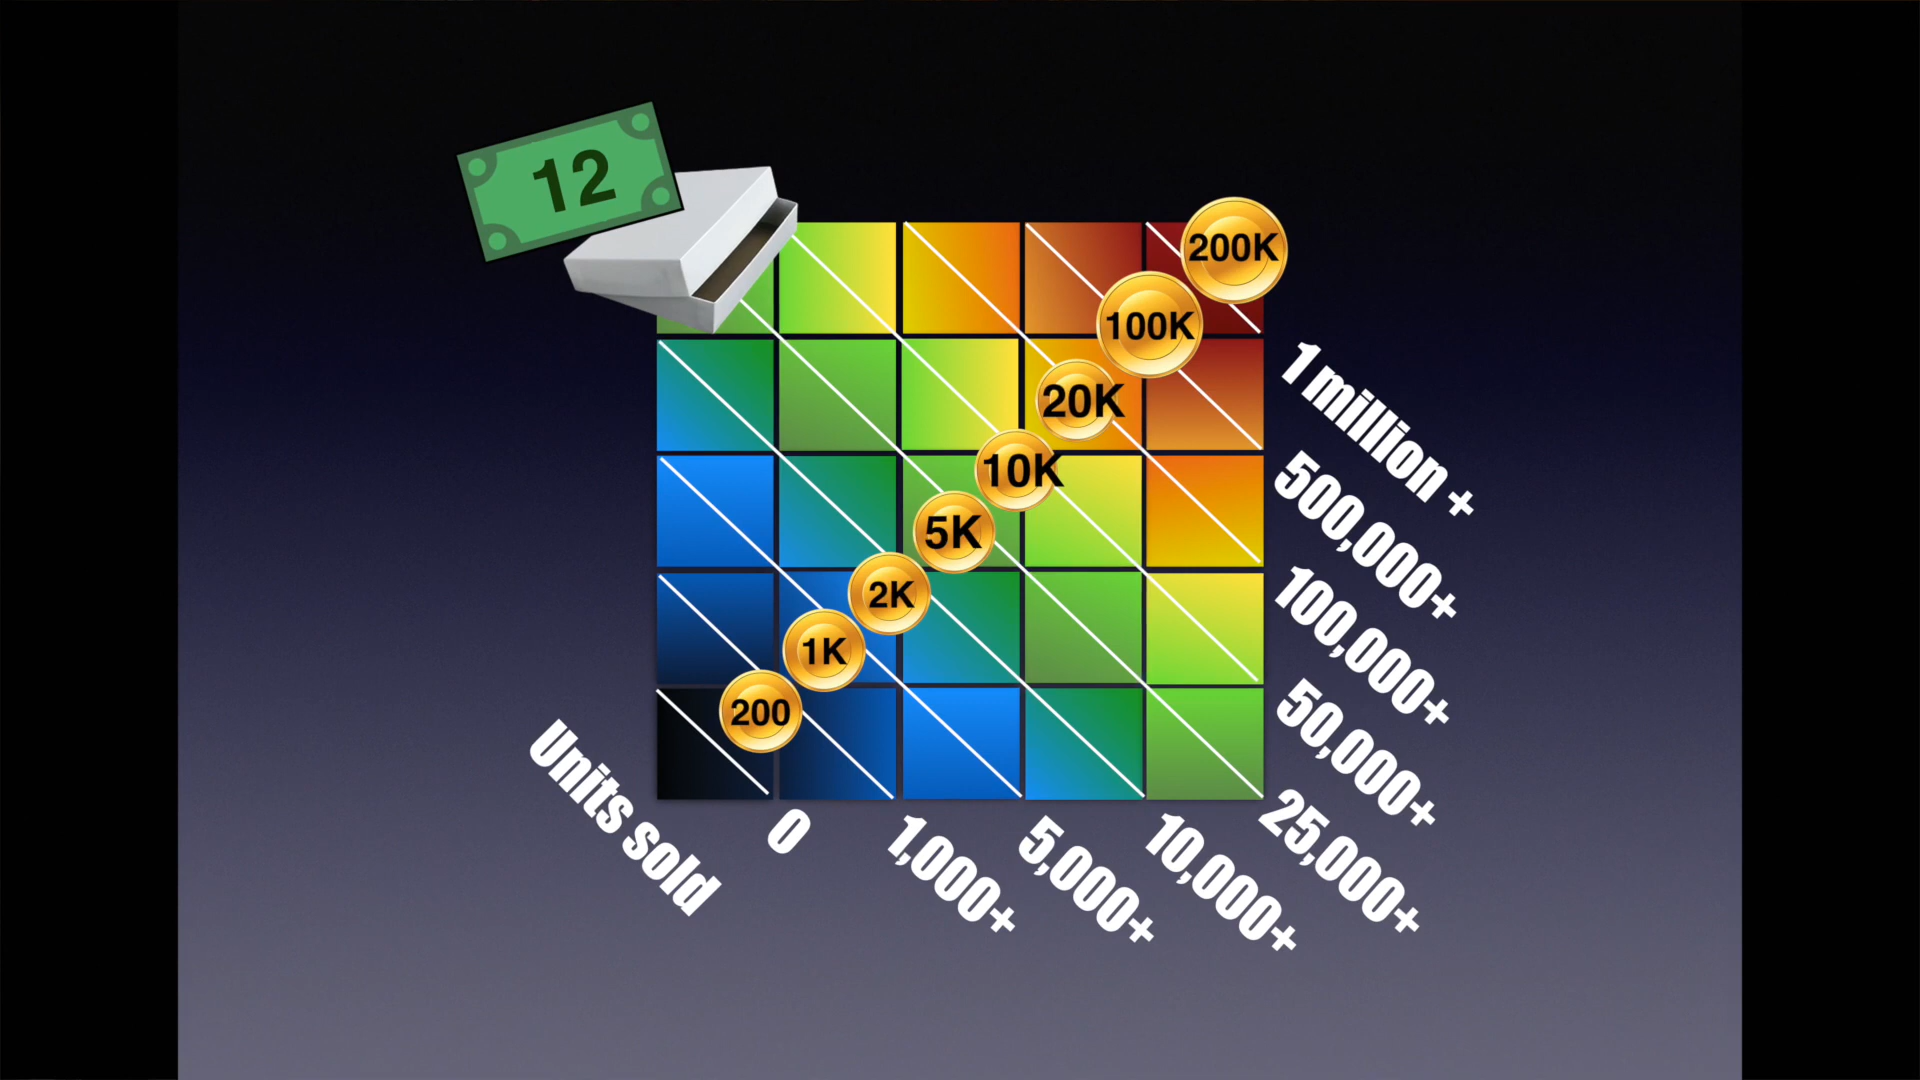 12
200K
100K
20K
10K
5K
2K
1K
200
1 million +
500,000+
100,000+
50,000+
25,000+
10,000+
5,000+
1,000+
0
Units sold